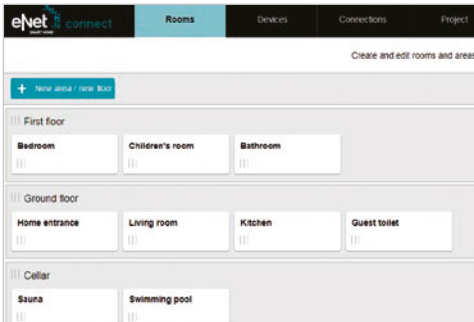 eNet connect Rooms Devices Connections Project
SMART HOME
Create and edit rooms and areas
+ New area / new floor
First floor
Bedroom Children's room Bathroom
Ground floor
Home entrance Living room Kitchen Guest toilet
Cellar
Sauna Swimming pool